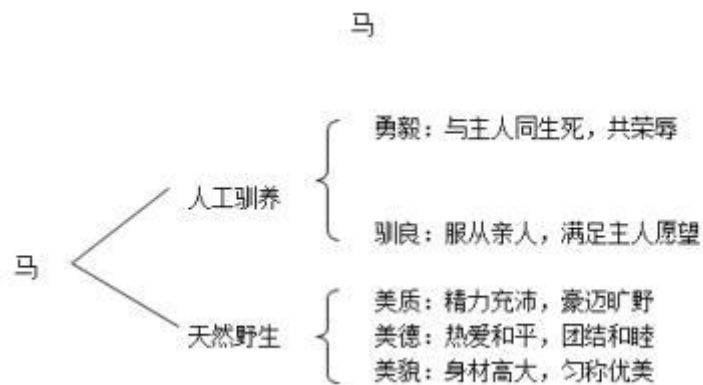 马
勇毅：与主人同生死，共荣辱
人工驯养
驯良：服从亲人，满足主人愿望
马
美质：精力充沛，豪迈旷野
天然野生
美德：热爱和平，团结和睦
美貌：身材高大，匀称优美